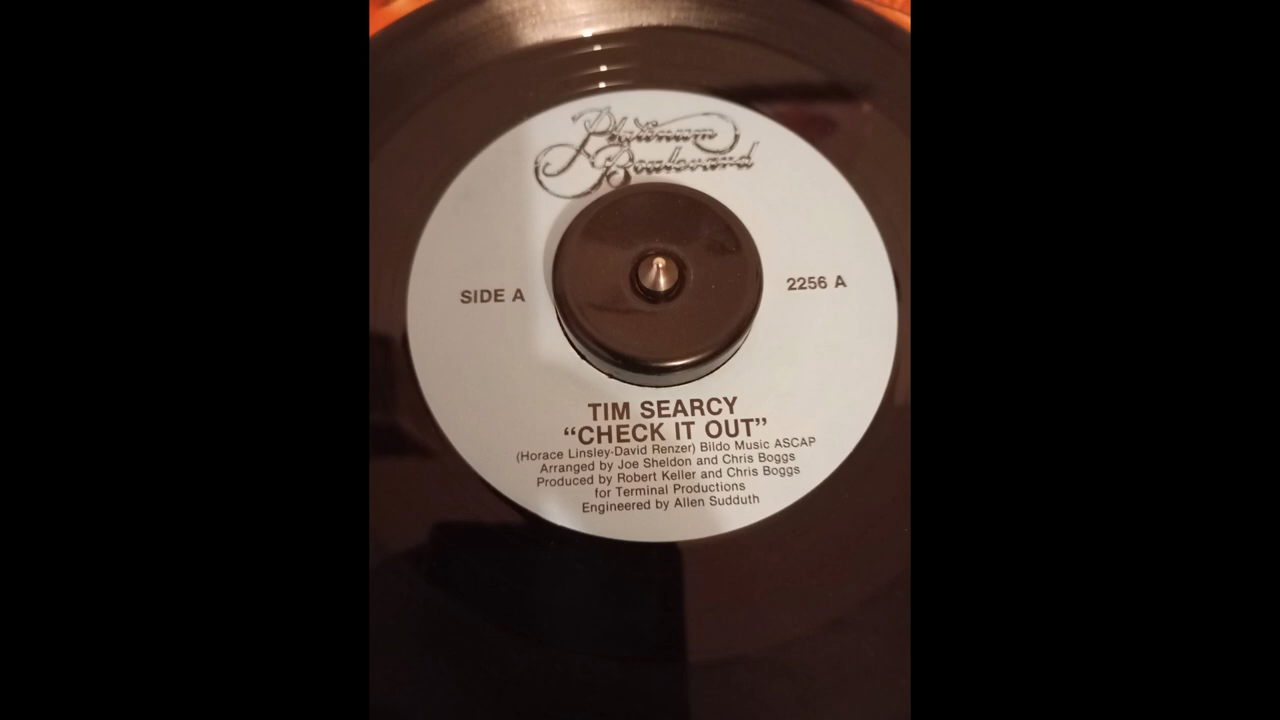 Platinum
Boulevard
SIDE A
2256 A
TIM SEARCY
“CHECK IT OUT”
(Horace Linsley-David Renzer) Bildo Music ASCAP
Arranged by Joe Sheldon and Chris Boggs
Produced by Robert Keller and Chris Boggs
for Terminal Productions
Engineered by Allen Sudduth